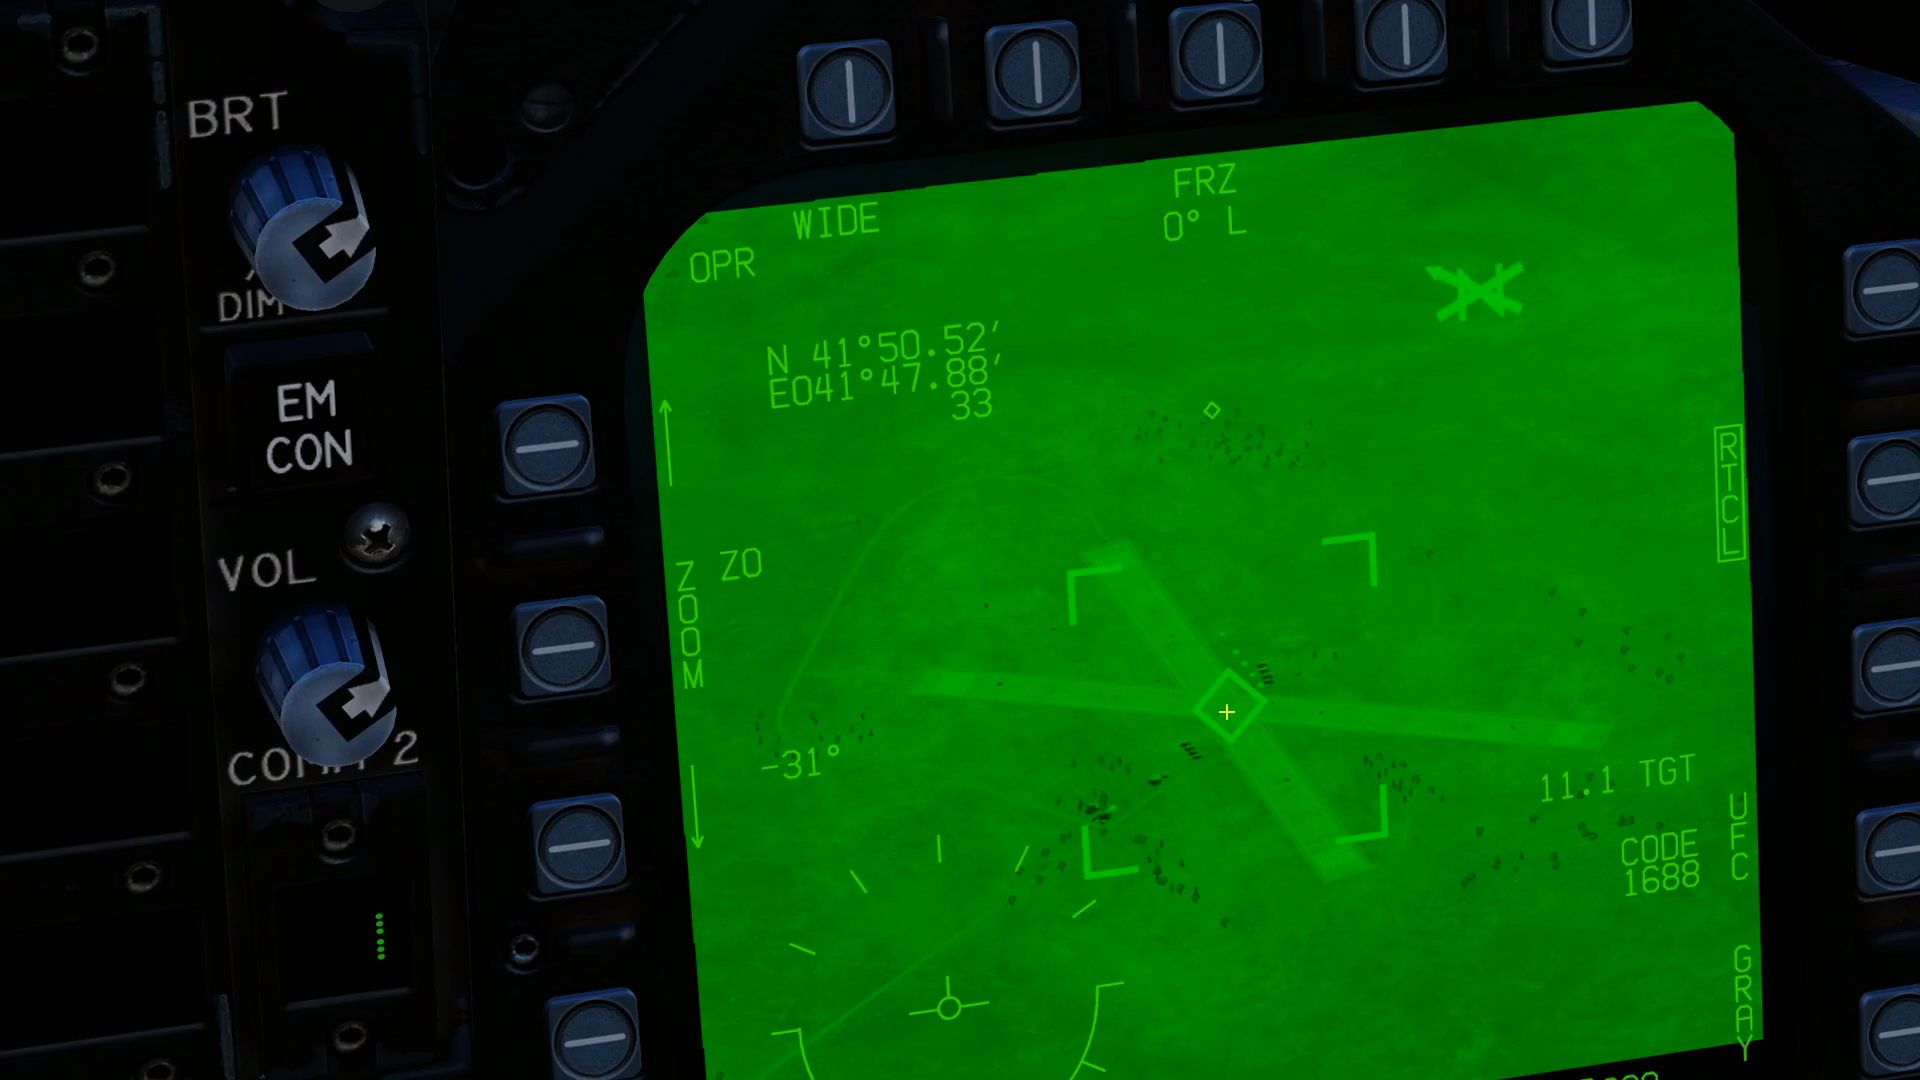 BRT
DIM
EM
CON
VOL
COMM 2
FRZ
WIDE
0° L
OPR
N 41°50.52′
E041°47.88′
33
RTCL
ZOOM
ZO
-31°
11.1 TGT
UFC
CODE
1688
GRAY